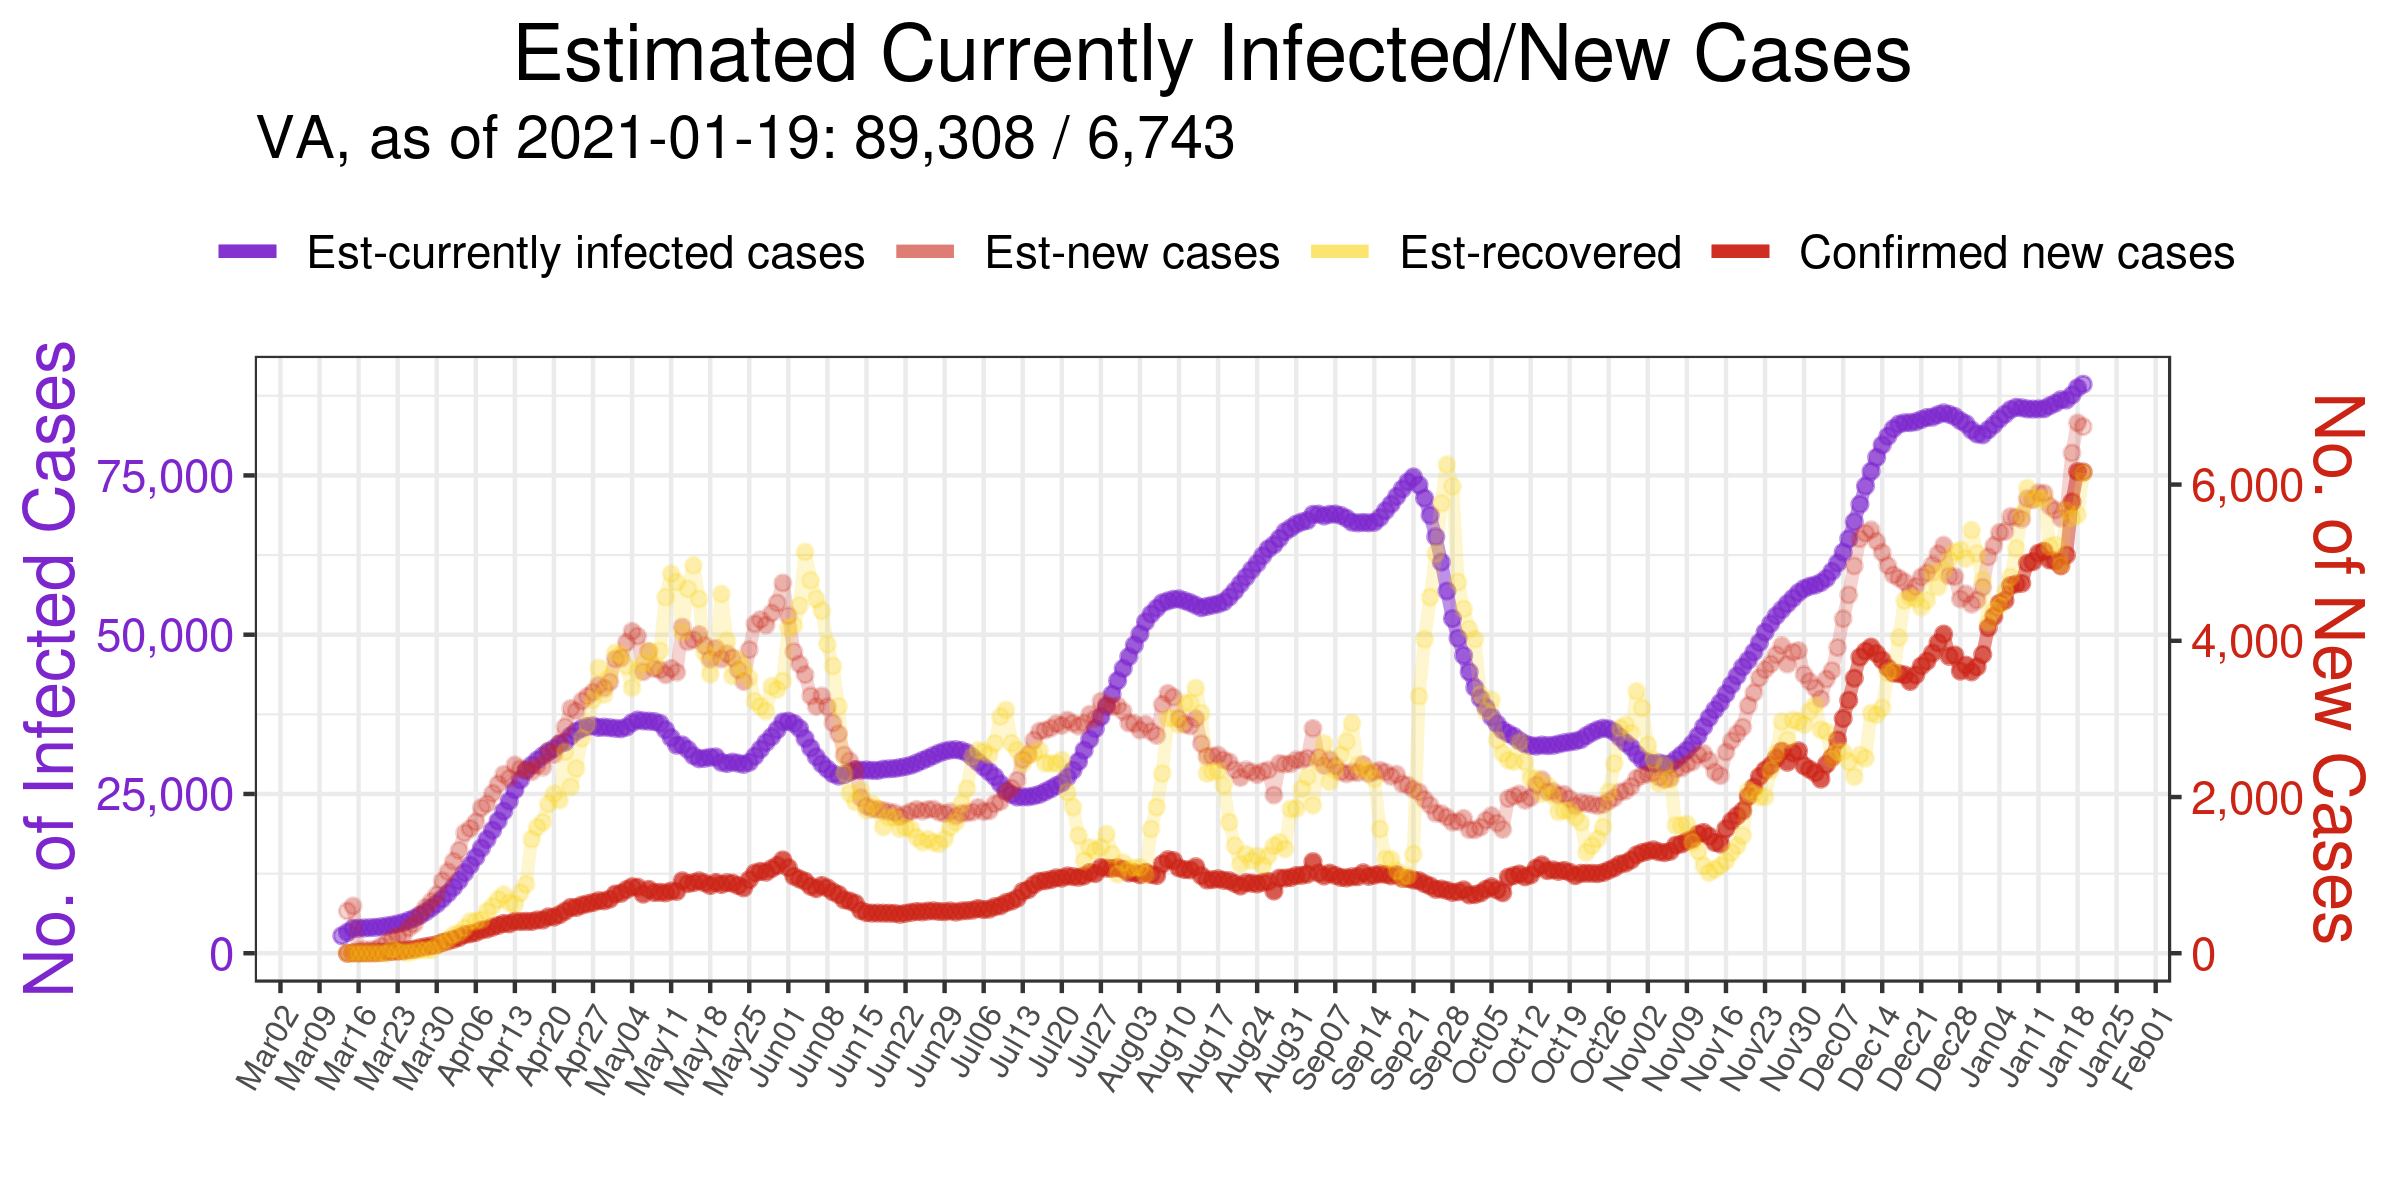 Estimated Currently Infected/New Cases
VA, as of 2021-01-19: 89,308 / 6,743
Est-currently infected cases
Est-new cases
Est-recovered
Confirmed new cases
No. of Infected Cases
75,000
50,000
25,000
0
6,000
4,000
2,000
0
No. of New Cases
Mar02
Mar09
Mar16
Mar23
Mar30
Apr06
Apr13
Apr20
Apr27
May04
May11
May18
May25
Jun01
Jun08
Jun15
Jun22
Jun29
Jul06
Jul13
Jul20
Jul27
Aug03
Aug10
Aug17
Aug24
Aug31
Sep07
Sep14
Sep21
Sep28
Oct05
Oct12
Oct19
Oct26
Nov02
Nov09
Nov16
Nov23
Nov30
Dec07
Dec14
Dec21
Dec28
Jan04
Jan11
Jan18
Jan25
Feb01